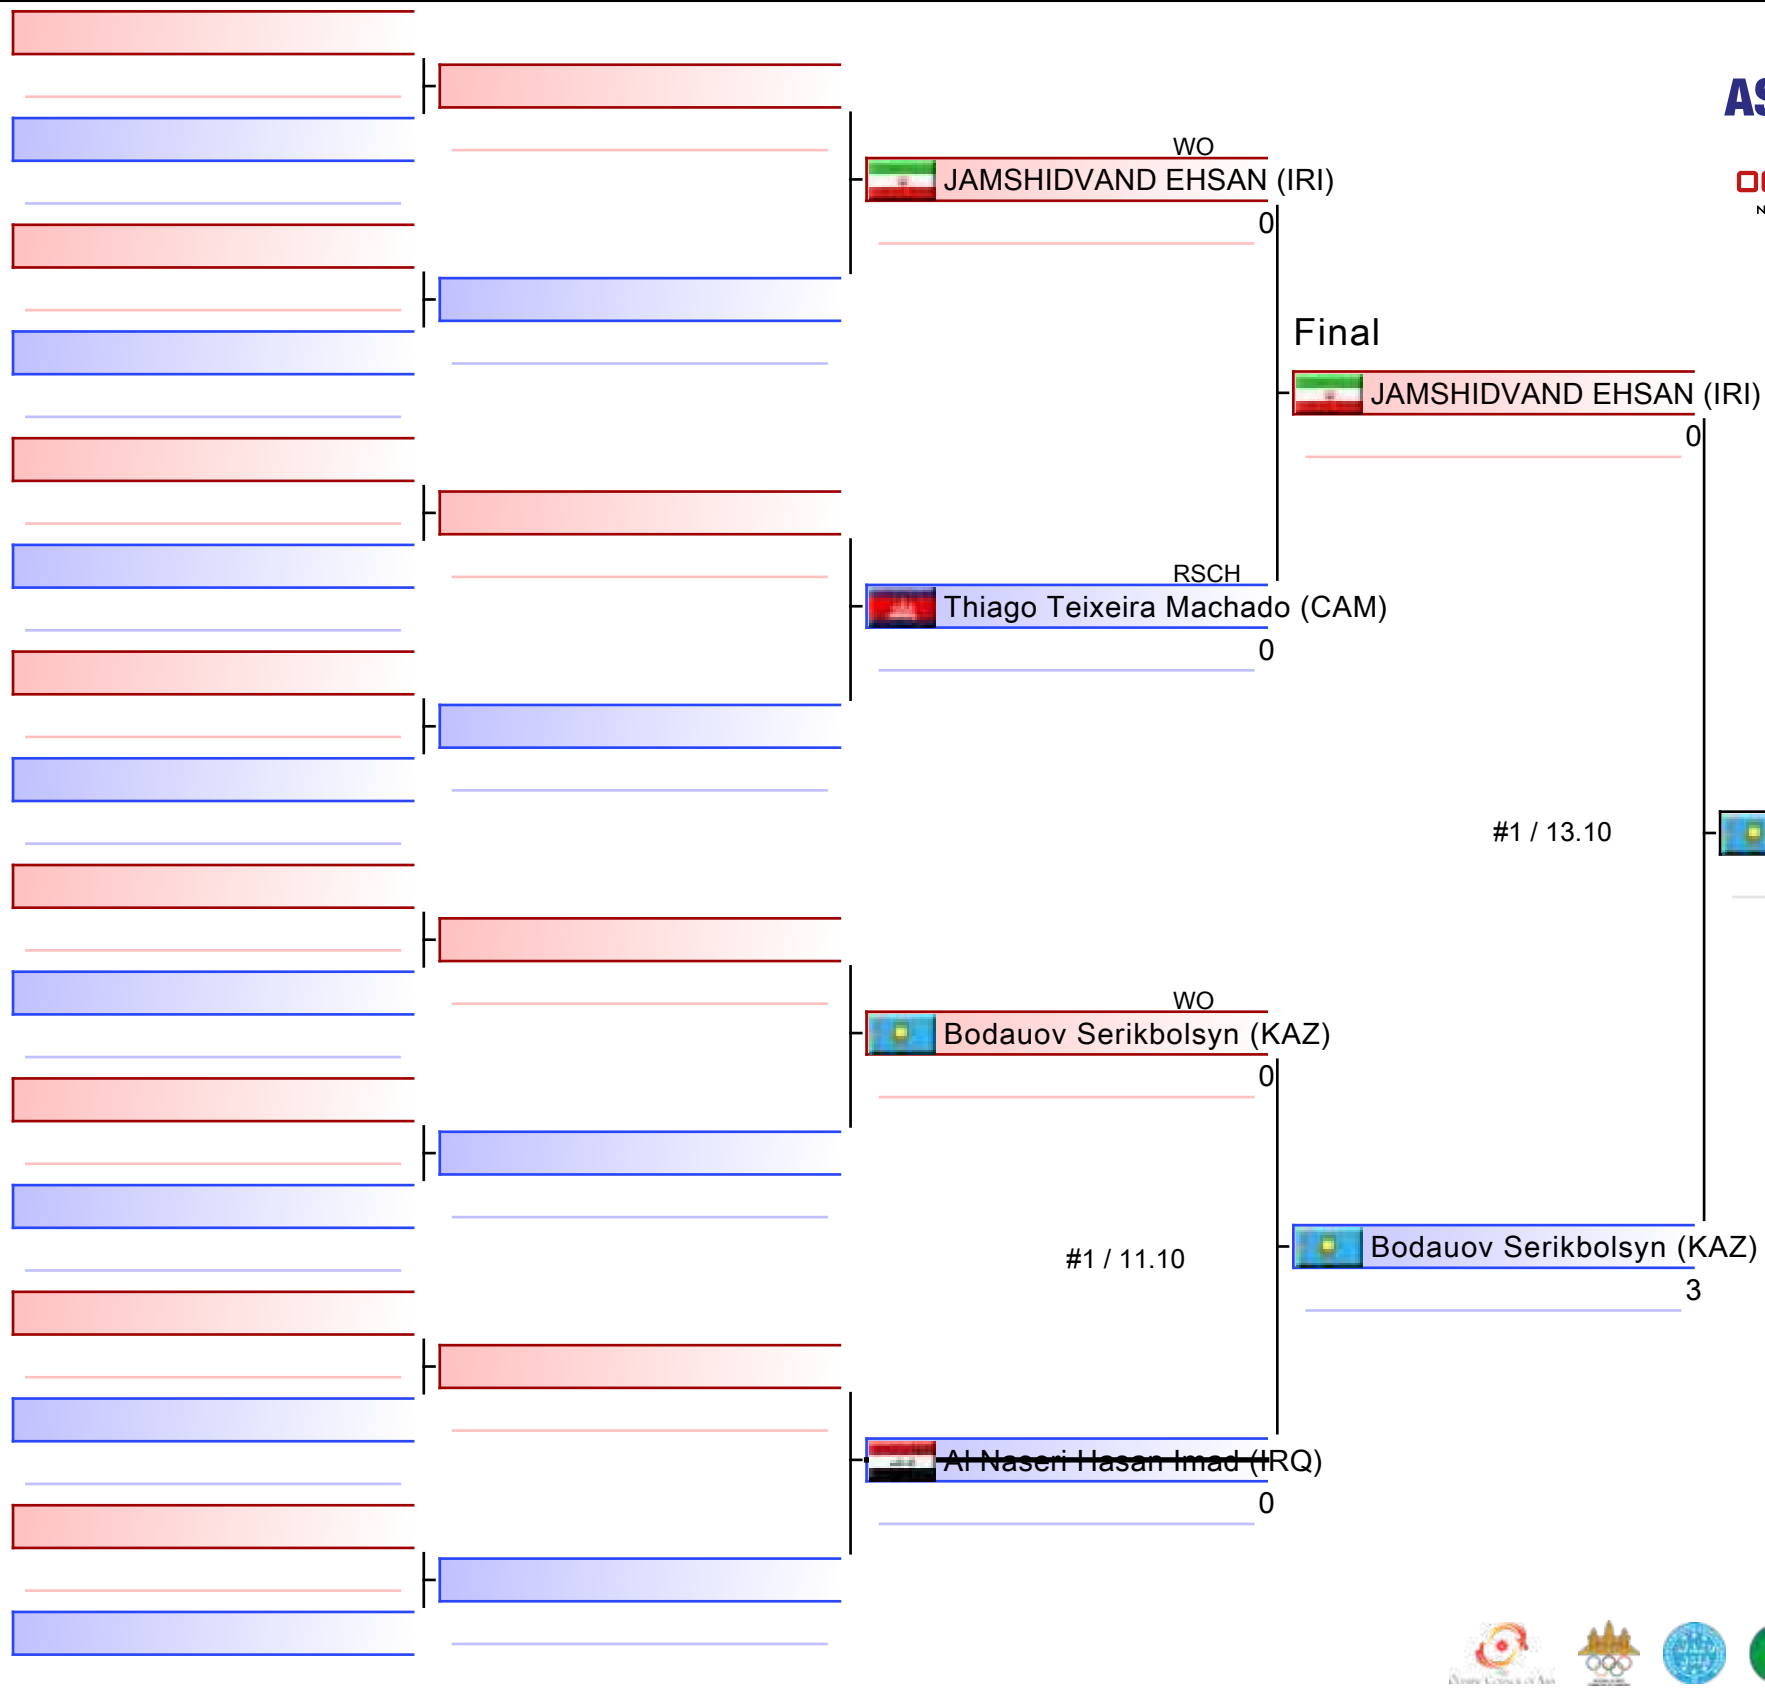 AS
WO
JAMSHIDVAND EHSAN (IRI)
0
Final
JAMSHIDVAND EHSAN (IRI)
0
RSCH
Thiago Teixeira Machado (CAM)
0
#1 / 13.10
WO
Bodauov Serikbolsyn (KAZ)
0
#1 / 11.10
Bodauov Serikbolsyn (KAZ)
3
Al Naseri Hasan Imad (IRQ)
0